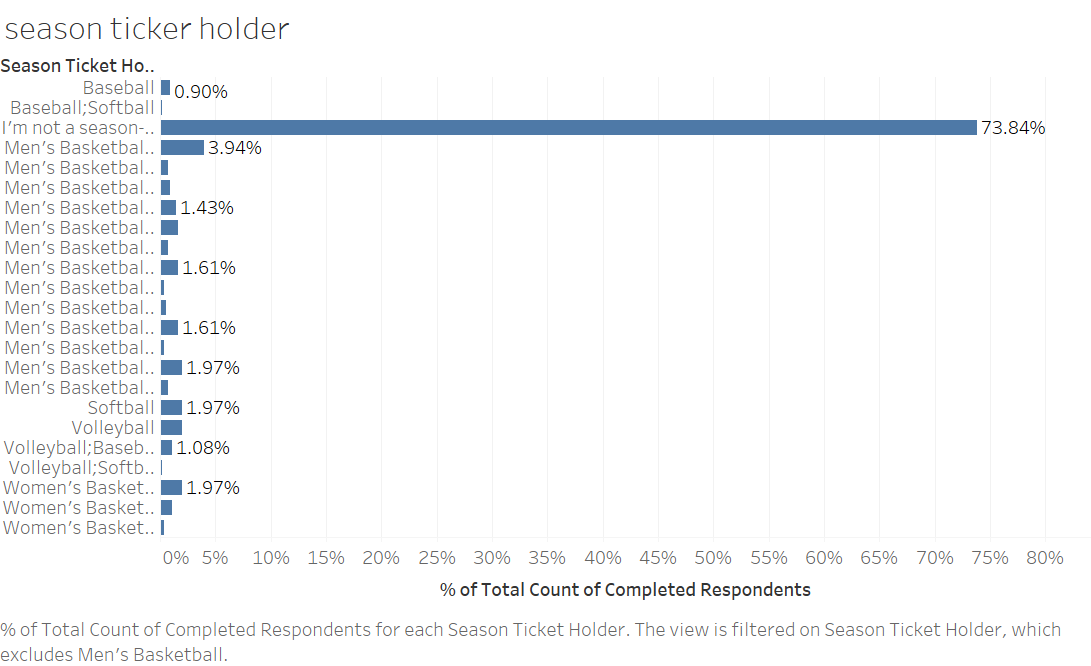 season ticker holder
Season Ticket Ho..
Baseball 0.90%
Baseball;Softball
I'm not a season-.. 73.84%
Men's Basketbal.. 3.94%
Men's Basketbal..
Men's Basketbal..
Men's Basketbal.. 1.43%
Men's Basketbal..
Men's Basketbal..
Men's Basketbal.. 1.61%
Men's Basketbal..
Men's Basketbal..
Men's Basketbal.. 1.61%
Men's Basketbal..
Men's Basketbal.. 1.97%
Men's Basketbal..
Softball 1.97%
Volleyball
Volleyball;Baseb.. 1.08%
Volleyball;Softb..
Women's Basket.. 1.97%
Women's Basket..
Women's Basket..
0% 5% 10% 15% 20% 25% 30% 35% 40% 45% 50% 55% 60% 65% 70% 75% 80%
% of Total Count of Completed Respondents
% of Total Count of Completed Respondents for each Season Ticket Holder. The view is filtered on Season Ticket Holder, which
excludes Men's Basketball.